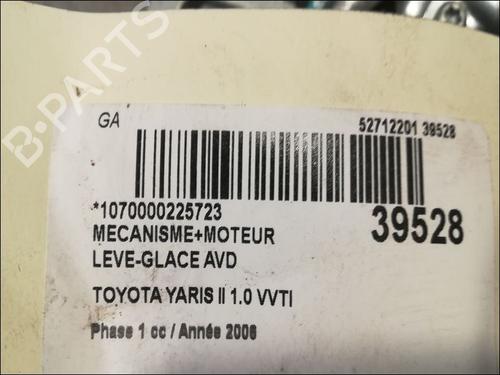 B-PARTS
GA
52712201 39528
*1070000225723
39528
MECANISME+MOTEUR
LEVE-GLACE AVD
TOYOTA YARIS II 1.0 VVTI
Phase 1 cc / Année 2006